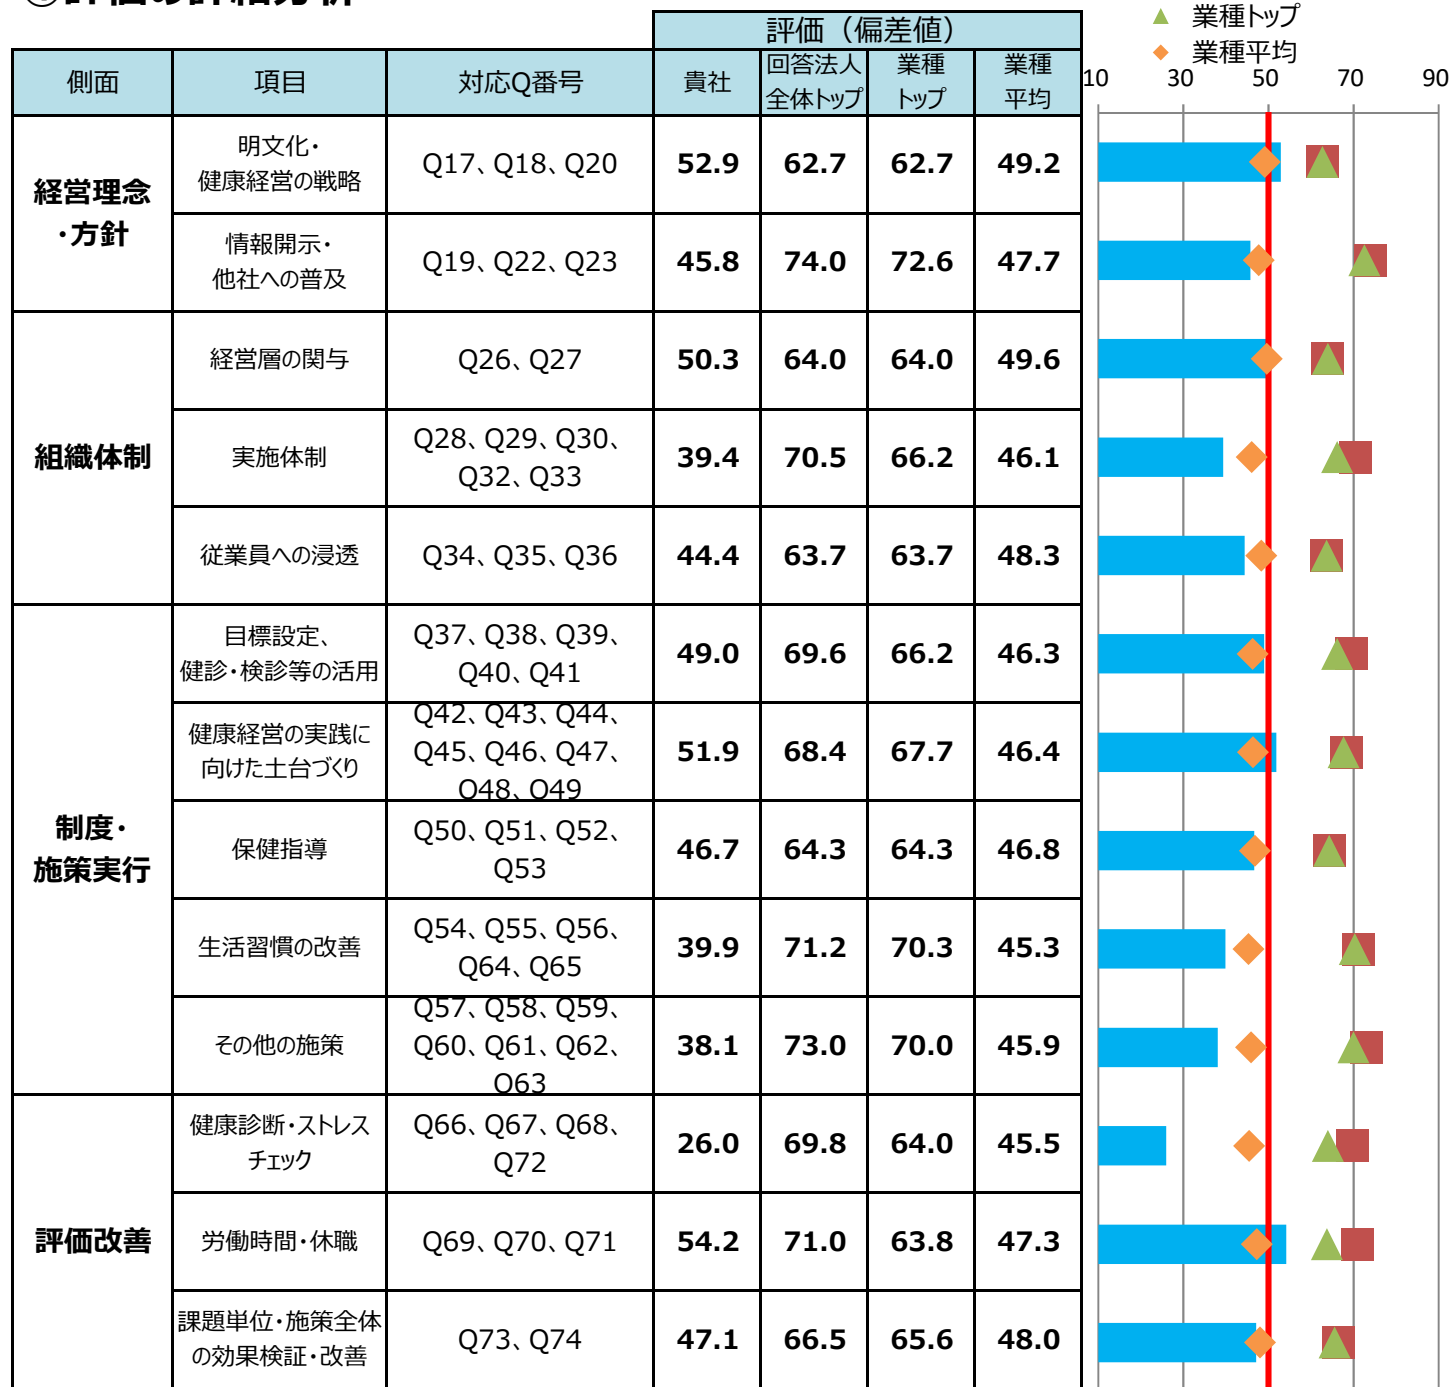 評価の詳細分析
▲ 業種トップ
◆ 業種平均
評価（偏差値）
側面 項目 対応Q番号 貴社 回答法人 業種 業種
全体トップ トップ 平均
10 30 50 70 90
経営理念
・方針
明文化・
健康経営の戦略
Q17、Q18、Q20 52.9 62.7 62.7 49.2
情報開示・
他社への普及
Q19、Q22、Q23 45.8 74.0 72.6 47.7
組織体制
経営層の関与 Q26、Q27 50.3 64.0 64.0 49.6
実施体制
Q28、Q29、Q30、
Q32、Q33
39.4 70.5 66.2 46.1
従業員への浸透 Q34、Q35、Q36 44.4 63.7 63.7 48.3
制度・
施策実行
目標設定、
健診・検診等の活用
Q37、Q38、Q39、
Q40、Q41
49.0 69.6 66.2 46.3
健康経営の実践に
向けた土台づくり
Q42、Q43、Q44、
Q45、Q46、Q47、
Q48、Q49
51.9 68.4 67.7 46.4
保健指導
Q50、Q51、Q52、
Q53
46.7 64.3 64.3 46.8
生活習慣の改善
Q54、Q55、Q56、
Q64、Q65
39.9 71.2 70.3 45.3
その他の施策
Q57、Q58、Q59、
Q60、Q61、Q62、
Q63
38.1 73.0 70.0 45.9
評価改善
健康診断・ストレス
チェック
Q66、Q67、Q68、
Q72
26.0 69.8 64.0 45.5
労働時間・休職 Q69、Q70、Q71 54.2 71.0 63.8 47.3
課題単位・施策全体
の効果検証・改善
Q73、Q74 47.1 66.5 65.6 48.0